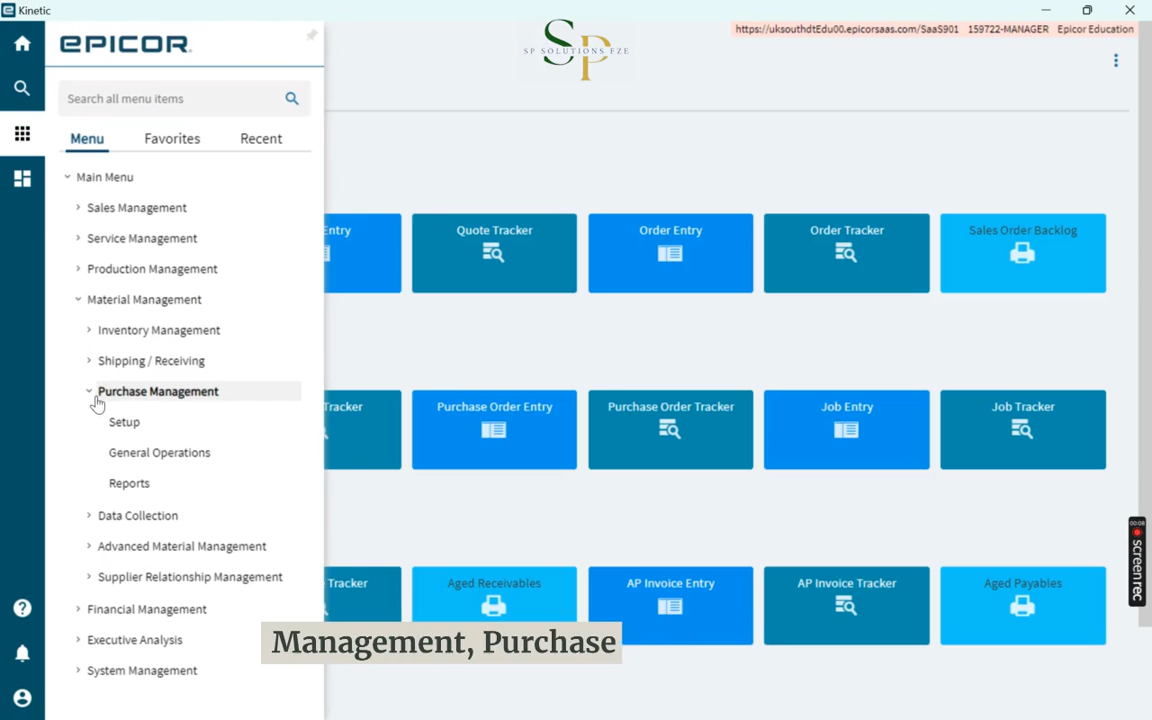 Kinetic
EPICOR
S
P
SP SOLUTIONS FZE
https://uksouthdtEdu00.epicorsaas.com/SaaS901 159722-MANAGER Epicor Education
Search all menu items
Menu Favorites Recent
Main Menu
Sales Management
Service Management
Production Management
Material Management
Inventory Management
Shipping / Receiving
Purchase Management
Setup
General Operations
Reports
Data Collection
Advanced Material Management
Supplier Relationship Management
Financial Management
Executive Analysis
System Management
Entry Quote Tracker Order Entry Order Tracker Sales Order Backlog
Tracker Purchase Order Entry Purchase Order Tracker Job Entry Job Tracker
Tracker Aged Receivables AP Invoice Entry AP Invoice Tracker Aged Payables
Management, Purchase
00:08
screen rec